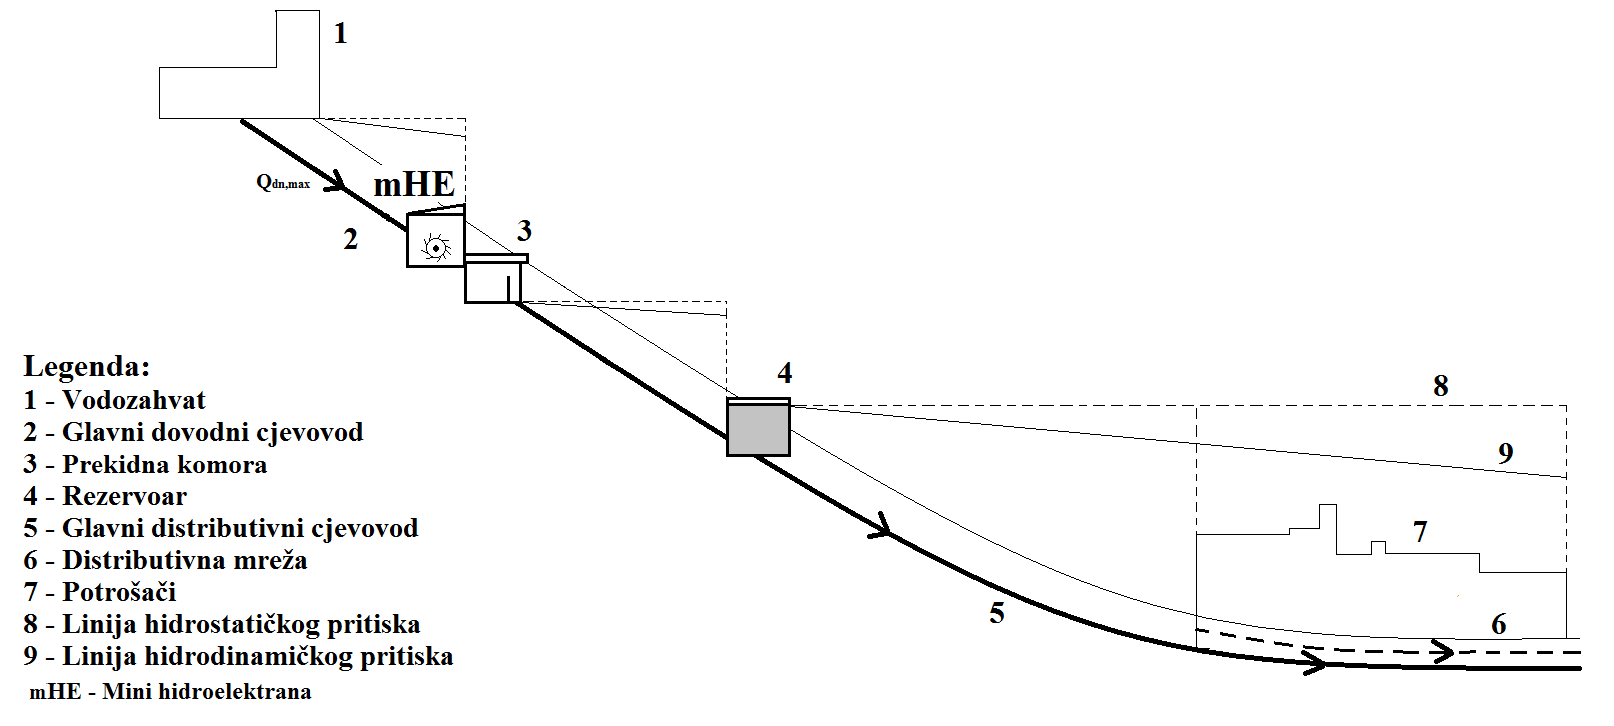 1
Qdn,max
mHE
2
3
4
8
9
7
5
6
Legenda:
1 - Vodozahvat
2 - Glavni dovodni cjevovod
3 - Prekidna komora
4 - Rezervoar
5 - Glavni distributivni cjevovod
6 - Distributivna mreža
7 - Potrošači
8 - Linija hidrostatičkog pritiska
9 - Linija hidrodinamičkog pritiska
mHE - Mini hidroelektrana